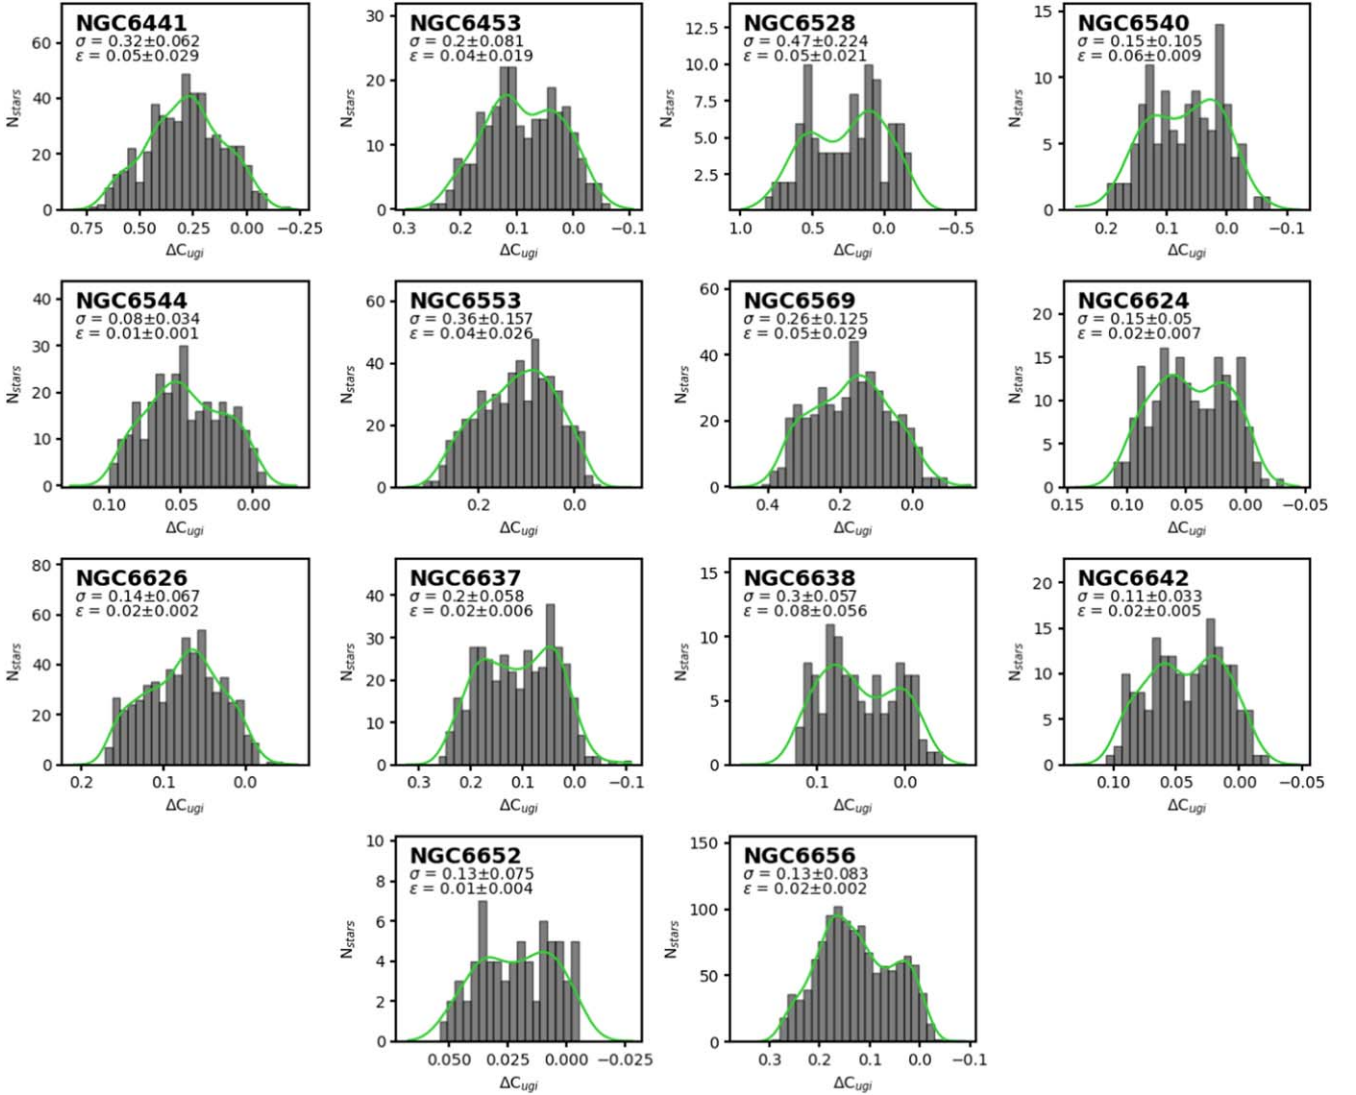 NGC6441
σ = 0.32±0.062
ε = 0.05±0.029
N_stars
60
40
20
0
0.75 0.50 0.25 0.00 −0.25
ΔC_ugi
NGC6453
σ = 0.2±0.081
ε = 0.04±0.019
N_stars
30
20
10
0
0.3 0.2 0.1 0.0 −0.1
ΔC_ugi
NGC6528
σ = 0.47±0.224
ε = 0.05±0.021
N_stars
12.5
10.0
7.5
5.0
2.5
1.0 0.5 0.0 −0.5
ΔC_ugi
NGC6540
σ = 0.15±0.105
ε = 0.06±0.009
N_stars
15
10
5
0
0.2 0.1 0.0 −0.1
ΔC_ugi
NGC6544
σ = 0.08±0.034
ε = 0.01±0.001
N_stars
40
30
20
10
0
0.10 0.05 0.00
ΔC_ugi
NGC6553
σ = 0.36±0.157
ε = 0.04±0.026
N_stars
60
40
20
0
0.2 0.0
ΔC_ugi
NGC6569
σ = 0.26±0.125
ε = 0.05±0.029
N_stars
60
40
20
0
0.4 0.2 0.0
ΔC_ugi
NGC6624
σ = 0.15±0.05
ε = 0.02±0.007
N_stars
20
15
10
5
0
0.15 0.10 0.05 0.00 −0.05
ΔC_ugi
NGC6626
σ = 0.14±0.067
ε = 0.02±0.002
N_stars
80
60
40
20
0
0.2 0.1 0.0
ΔC_ugi
NGC6637
σ = 0.2±0.058
ε = 0.02±0.006
N_stars
40
30
20
10
0
0.3 0.2 0.1 0.0 −0.1
ΔC_ugi
NGC6638
σ = 0.3±0.057
ε = 0.08±0.056
N_stars
15
10
5
0
0.1 0.0
ΔC_ugi
NGC6642
σ = 0.11±0.033
ε = 0.02±0.005
N_stars
20
15
10
5
0
0.10 0.05 0.00 −0.05
ΔC_ugi
NGC6652
σ = 0.13±0.075
ε = 0.01±0.004
N_stars
10
8
6
4
2
0
0.050 0.025 0.000 −0.025
ΔC_ugi
NGC6656
σ = 0.13±0.083
ε = 0.02±0.002
N_stars
150
100
50
0
0.3 0.2 0.1 0.0 −0.1
ΔC_ugi